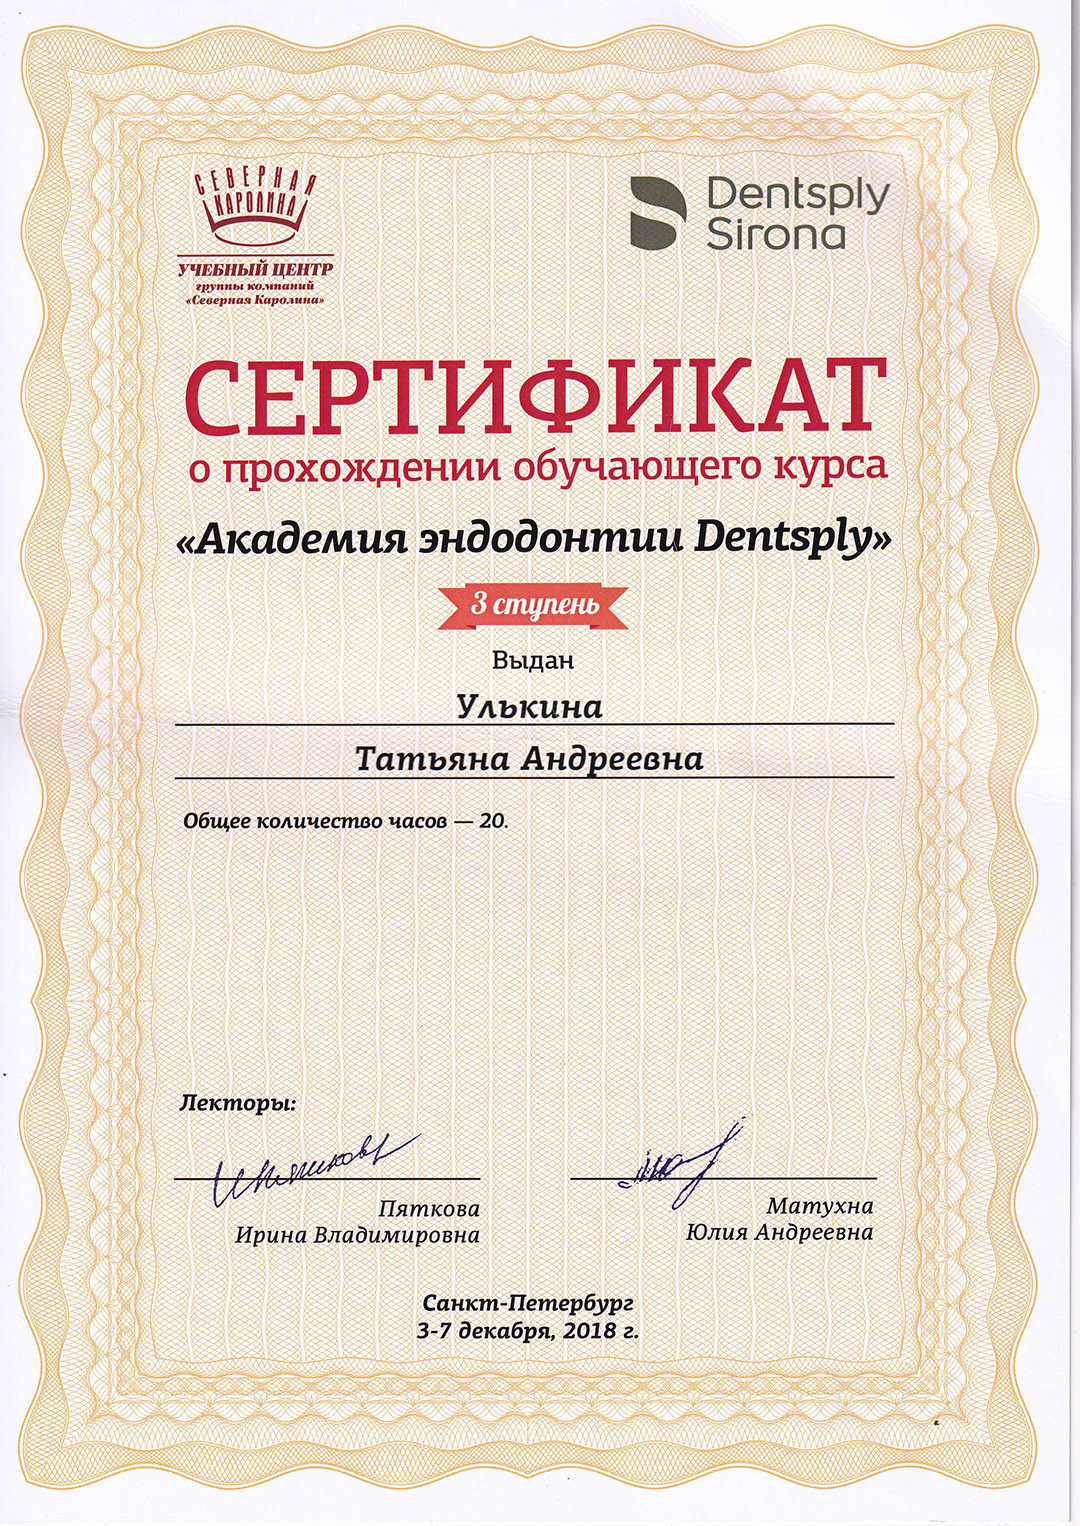 СЕВЕРНАЯ
КАРОЛИНА
УЧЕБНЫЙ ЦЕНТР
группы компаний
«Северная Каролина»
Dentsply
Sirona
СЕРТИФИКАТ
о прохождении обучающего курса
«Академия эндодонтии Dentsply»
3 ступень
Выдан
Улькина
Татьяна Андреевна
Общее количество часов — 20.
Лекторы:
Пяткова
Ирина Владимировна
Матухна
Юлия Андреевна
Санкт-Петербург
3-7 декабря, 2018 г.